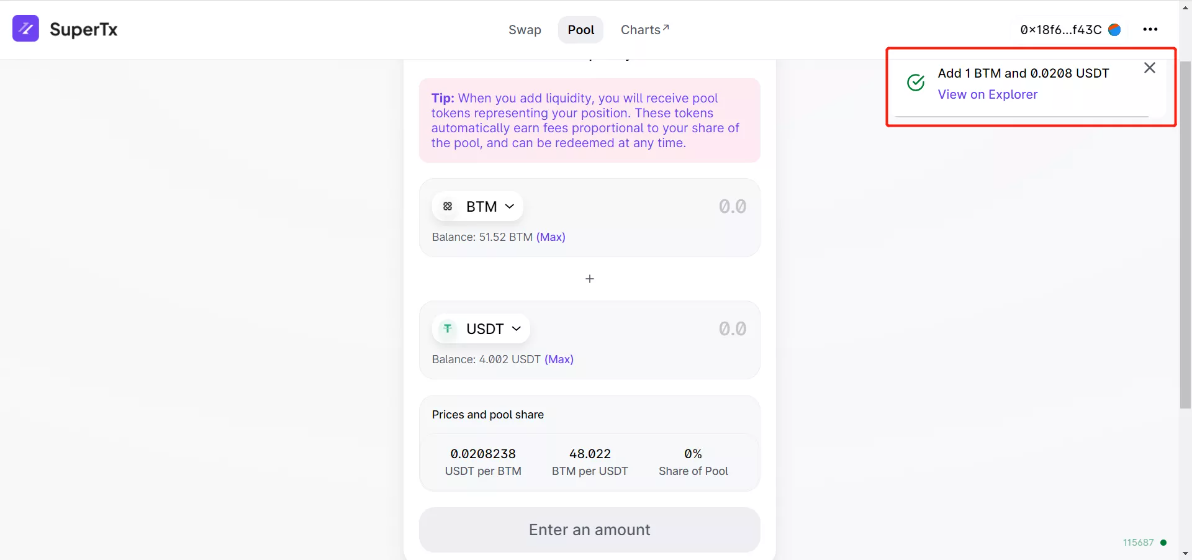 SuperTx
Swap
Pool
Charts↗
0x18f6...f43C
Add 1 BTM and 0.0208 USDT
View on Explorer
Tip: When you add liquidity, you will receive pool
tokens representing your position. These tokens
automatically earn fees proportional to your share of
the pool, and can be redeemed at any time.
BTM
0.0
Balance: 51.52 BTM (Max)
+
USDT
0.0
Balance: 4.002 USDT (Max)
Prices and pool share
0.0208238 48.022 0%
USDT per BTM BTM per USDT Share of Pool
Enter an amount
115687